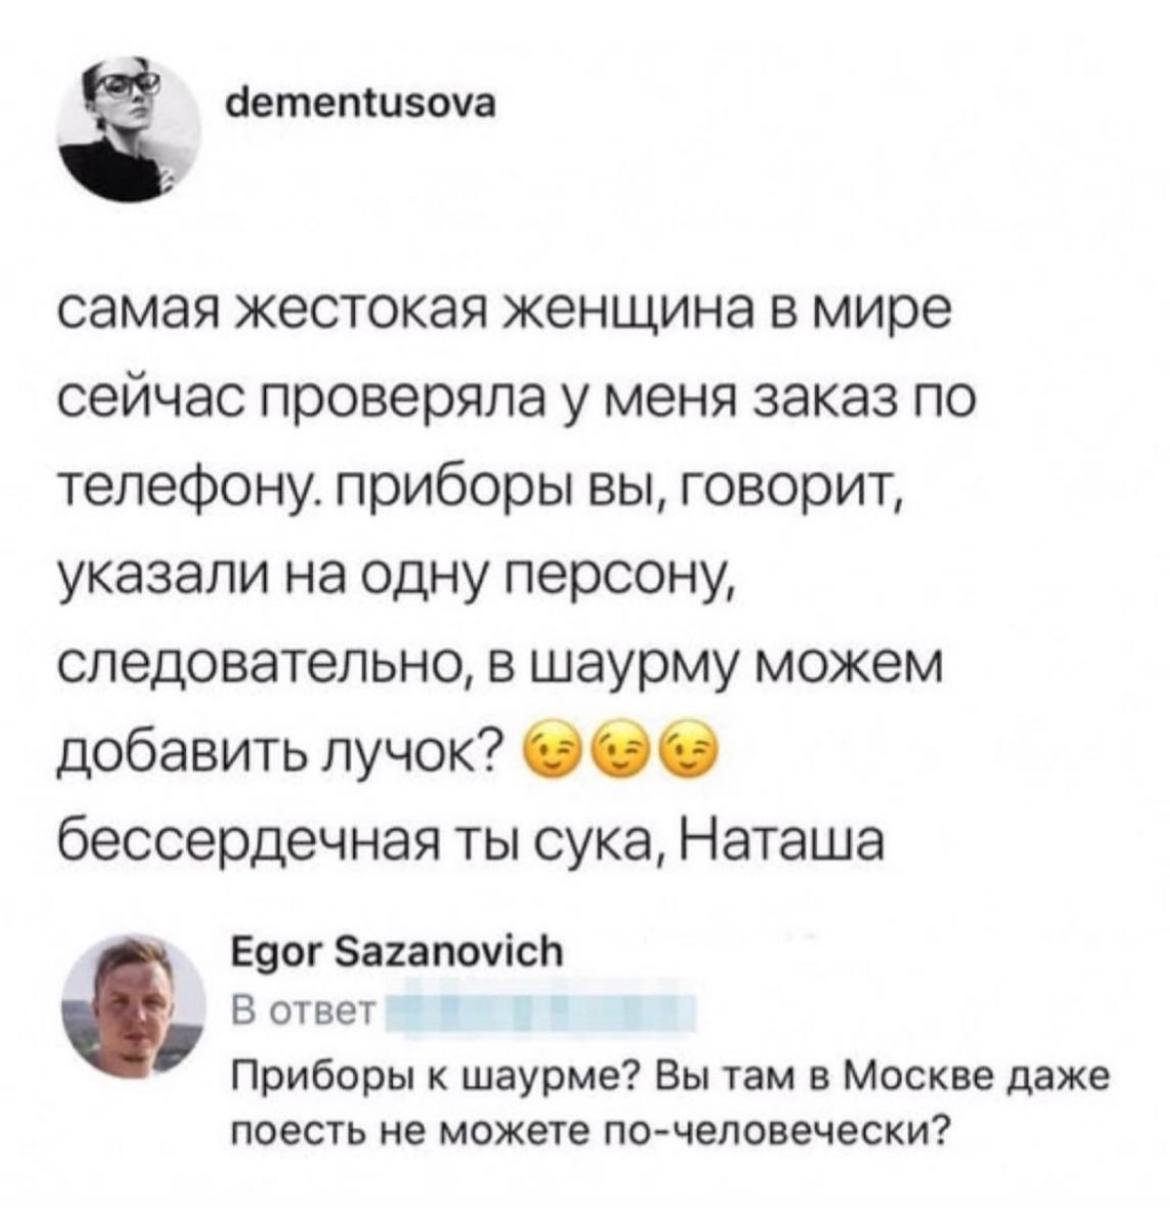 dementusova
самая жестокая женщина в мире
сейчас проверяла у меня заказ по
телефону. приборы вы, говорит,
указали на одну персону,
следовательно, в шаурму можем
добавить лучок? 😉😉😉
бессердечная ты сука, Наташа
Egor Sazanovich
В ответ
Приборы к шаурме? Вы там в Москве даже
поесть не можете по-человечески?